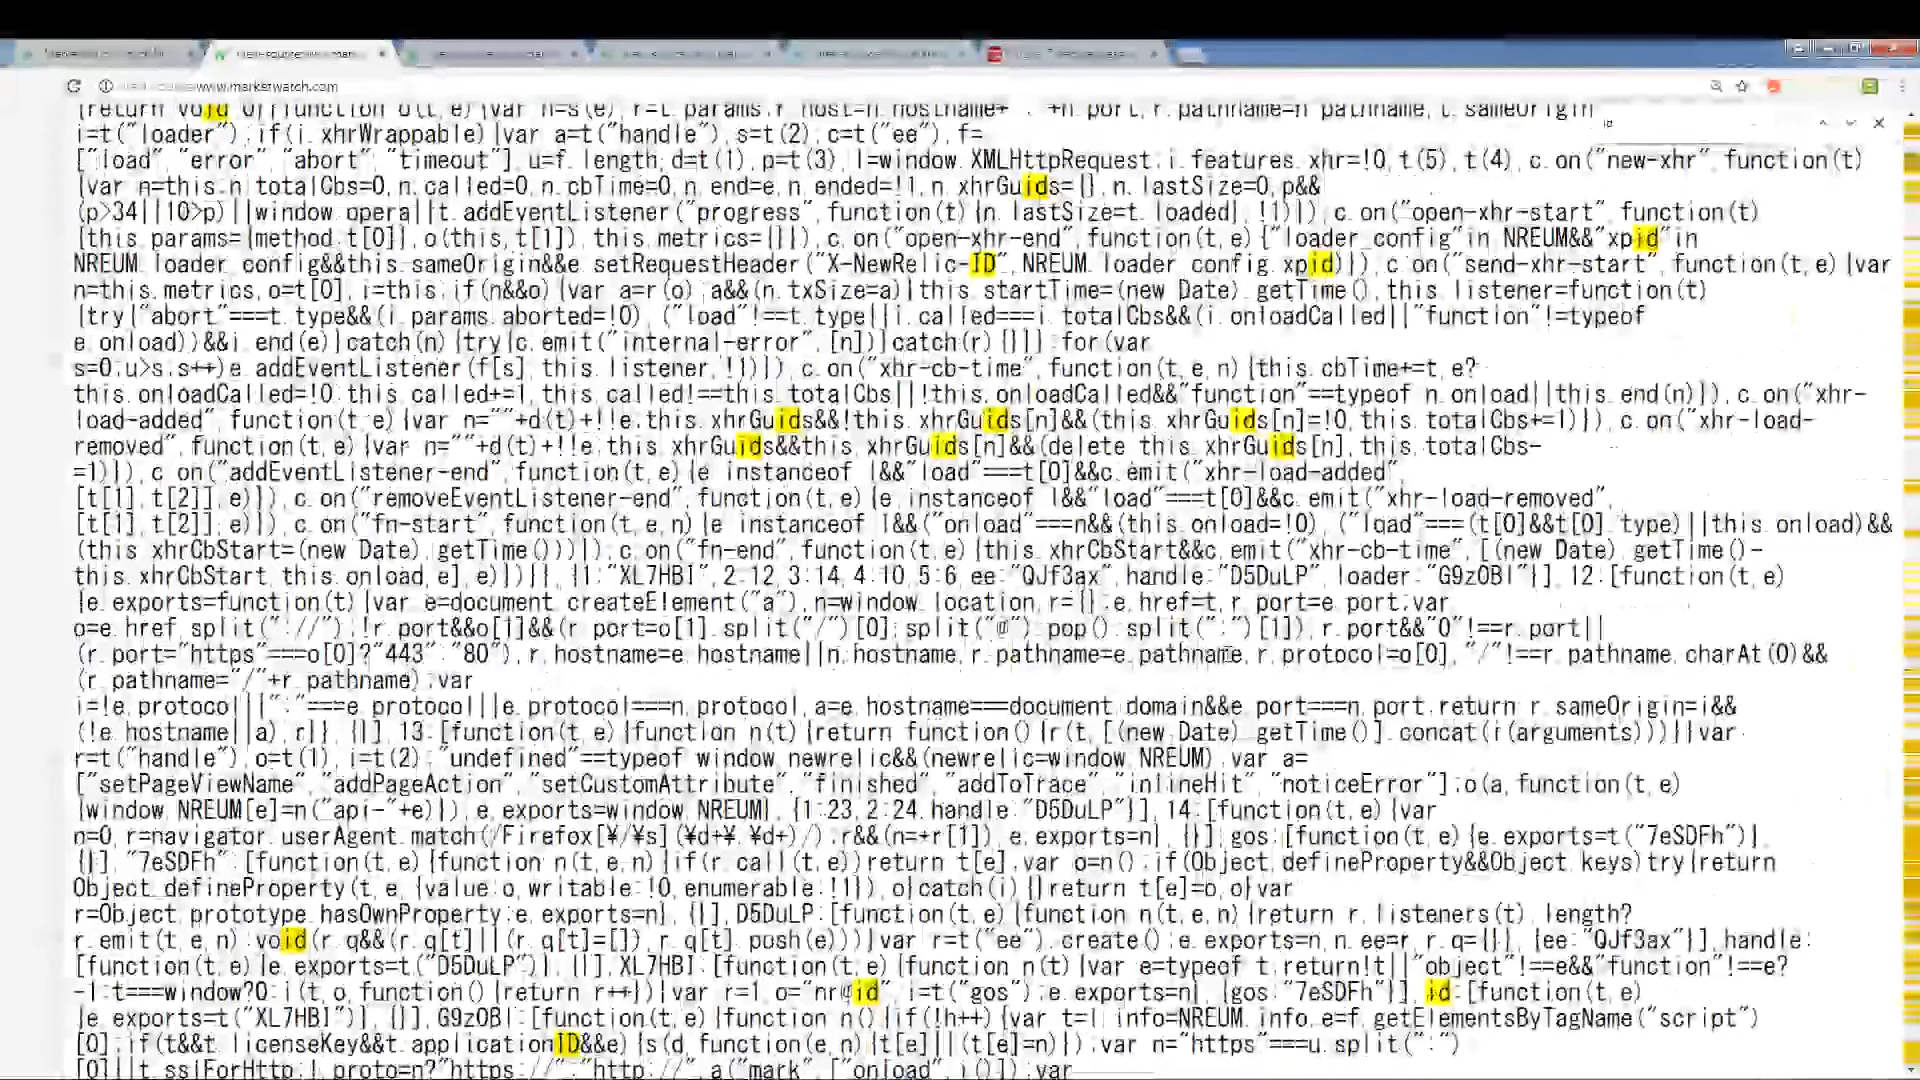 www.marketwatch.com
i=t("loader");if(i.xhrWrappable){var a=t("handle"),s=t(2),c=t("ee"),f=
["load","error","abort","timeout"],u=f.length,d=t(1),p=t(3),l=window.XMLHttpRequest;i.features.xhr=!0,t(5),t(4),c.on("new-xhr",function(t)
{var n=this;n.totalCbs=0,n.called=0,n.cbTime=0,n.end=e,n.ended=!1,n.xhrGuids={},n.lastSize=0,p&&
(p>34||10>p)||window.opera||t.addEventListener("progress",function(t){n.lastSize=t.loaded},!1)}),c.on("open-xhr-start",function(t)
{this.params={method:t[0]},o(this,t[1]),this.metrics={}}),c.on("open-xhr-end",function(t,e){"loader_config"in NREUM&&"xpid"in
NREUM.loader_config&&this.sameOrigin&&e.setRequestHeader("X-NewRelic-ID",NREUM.loader_config.xpid)}),c.on("send-xhr-start",function(t,e){var
n=this.metrics,o=t[0],i=this;if(n&&o){var a=r(o);a&&(n.txSize=a)}this.startTime=(new Date).getTime(),this.listener=function(t)
{try{"abort"===t.type&&(i.params.aborted=!0),("load"!==t.type||i.called===i.totalCbs&&(i.onloadCalled||"function"!=typeof
e.onload))&&i.end(e)}catch(n){try{c.emit("internal-error",[n])}catch(r){}}};for(var
s=0;u>s;s++)e.addEventListener(f[s],this.listener,!1)}),c.on("xhr-cb-time",function(t,e,n){this.cbTime+=t,e?
this.onloadCalled=!0:this.called+=1,this.called!==this.totalCbs||!this.onloadCalled&&"function"==typeof n.onload||this.end(n)}),c.on("xhr-
load-added",function(t,e){var n=""+d(t)+!!e;this.xhrGuids&&!this.xhrGuids[n]&&(this.xhrGuids[n]=!0,this.totalCbs+=1)}),c.on("xhr-load-
removed",function(t,e){var n=""+d(t)+!!e;this.xhrGuids&&this.xhrGuids[n]&&(delete this.xhrGuids[n],this.totalCbs-
=1)}),c.on("addEventListener-end",function(t,e){e instanceof l&&"load"===t[0]&&c.emit("xhr-load-added",
[t[1],t[2]],e)}),c.on("removeEventListener-end",function(t,e){e instanceof l&&"load"===t[0]&&c.emit("xhr-load-removed",
[t[1],t[2]],e)}),c.on("fn-start",function(t,e,n){e instanceof l&&("onload"===n&&(this.onload=!0),("load"===(t[0]&&t[0].type)||this.onload)&&
(this.xhrCbStart=(new Date).getTime()))}),c.on("fn-end",function(t,e){this.xhrCbStart&&c.emit("xhr-cb-time",[(new Date).getTime()-
this.xhrCbStart,this.onload,e],e)})}},{1:"XL7HBI",2:12,3:14,4:10,5:6,ee:"QJf3ax",handle:"D5DuLP",loader:"G9z0Bl"}],12:[function(t,e)
{e.exports=function(t){var e=document.createElement("a"),n=window.location,r={};e.href=t,r.port=e.port;var
o=e.href.split("://");!r.port&&o[1]&&(r.port=o[1].split("/")[0].split("@").pop().split(":")[1]),r.port&&"0"!==r.port||
(r.port="https"===o[0]?"443":"80"),r.hostname=e.hostname||n.hostname,r.pathname=e.pathname,r.protocol=o[0],"/"!==r.pathname.charAt(0)&&
(r.pathname="/"+r.pathname);var
i=!e.protocol||":"===e.protocol||e.protocol===n.protocol,a=e.hostname===document.domain&&e.port===n.port;return r.sameOrigin=i&&
(!e.hostname||a),r}},{}],13:[function(t,e){function n(t){return function(){r(t,[(new Date).getTime()].concat(i(arguments)))}}var
r=t("handle"),o=t(1),i=t(2);"undefined"==typeof window.newrelic&&(newrelic=window.NREUM);var a=
["setPageViewName","addPageAction","setCustomAttribute","finished","addToTrace","inlineHit","noticeError"];o(a,function(t,e)
{window.NREUM[e]=n("api-"+e)}),e.exports=window.NREUM},{1:23,2:24,handle:"D5DuLP"}],14:[function(t,e){var
n=0,r=navigator.userAgent.match(/Firefox[¥/¥s](¥d+¥.¥d+)/);r&&(n=+r[1]),e.exports=n},{}],gos:[function(t,e){e.exports=t("7eSDFh")},
{}],"7eSDFh":[function(t,e){function n(t,e,n){if(r.call(t,e))return t[e];var o=n();if(Object.defineProperty&&Object.keys)try{return
Object.defineProperty(t,e,{value:o,writable:!0,enumerable:!1}),o}catch(i){}return t[e]=o,o}var
r=Object.prototype.hasOwnProperty;e.exports=n},{}],D5DuLP:[function(t,e){function n(t,e,n){return r.listeners(t).length?
r.emit(t,e,n):void(r.q&&(r.q[t]||(r.q[t]=[]),r.q[t].push(e)))}var r=t("ee").create();e.exports=n,n.ee=r,r.q={}},{ee:"QJf3ax"}],handle:
[function(t,e){e.exports=t("D5DuLP")},{}],XL7HBI:[function(t,e){function n(t){var e=typeof t;return!t||"object"!==e&&"function"!==e?
-1:t===window?0:i(t,o,function(){return r++})}var r=1,o="nr@id",i=t("gos");e.exports=n},{gos:"7eSDFh"}],id:[function(t,e)
{e.exports=t("XL7HBI")},{}],G9z0Bl:[function(t,e){function n(){if(!h++){var t=l.info=NREUM.info,e=f.getElementsByTagName("script")
[0];if(t&&t.licenseKey&&t.applicationID&&e){s(d,function(e,n){t[e]||(t[e]=n)});var n="https"===u.split(":")
[0]||t.sslForHttp;l.proto=n?"https://":"http://",a("mark",["onload",i()]);var